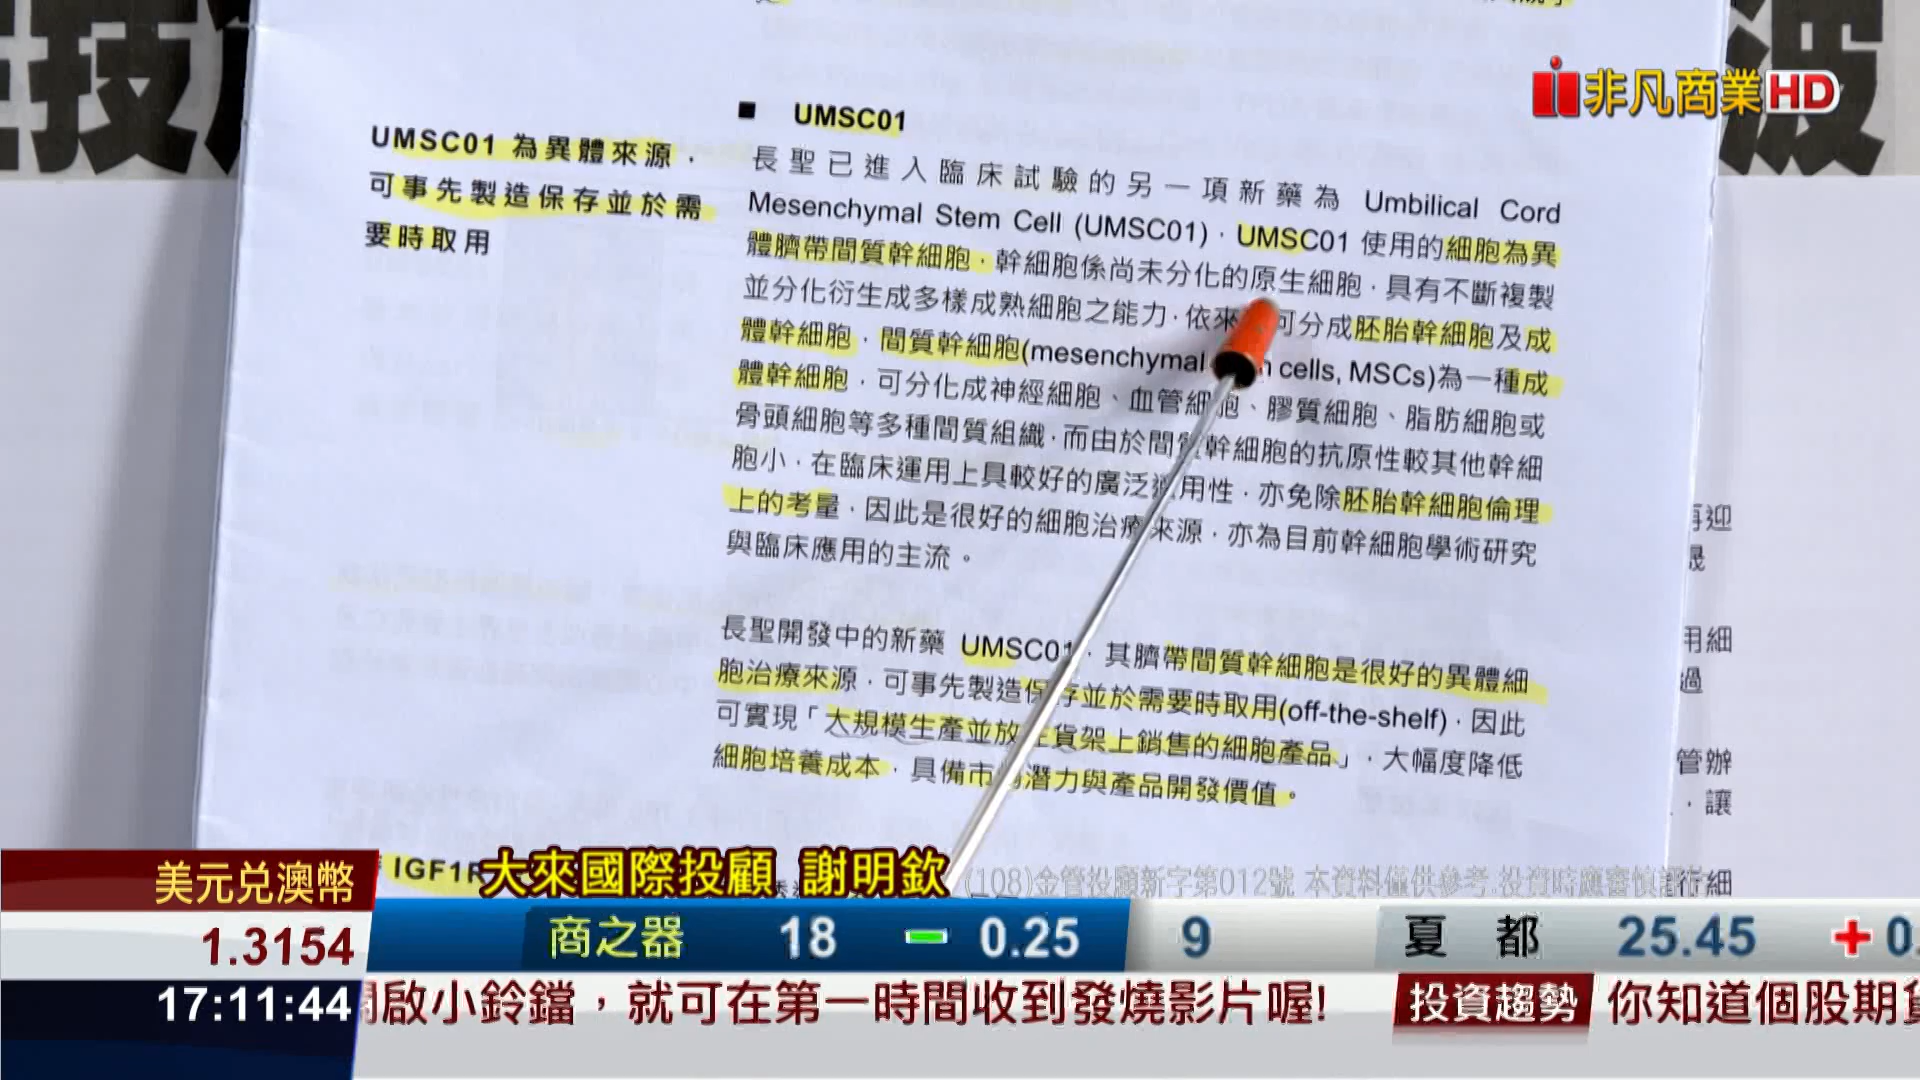 非凡商業HD
UMSC01 為異體來源，
可事先製造保存並於需
要時取用
■ UMSC01
長聖已進入臨床試驗的另一項新藥為 Umbilical Cord
Mesenchymal Stem Cell (UMSC01)，UMSC01 使用的細胞為異
體臍帶間質幹細胞，幹細胞係尚未分化的原生細胞，具有不斷複製
並分化衍生成多樣成熟細胞之能力，依來 可分成胚胎幹細胞及成
體幹細胞，間質幹細胞(mesenchymal cells, MSCs)為一種成
體幹細胞，可分化成神經細胞、血管細胞、膠質細胞、脂肪細胞或
骨頭細胞等多種間質組織，而由於間質幹細胞的抗原性較其他幹細
胞小，在臨床運用上具較好的廣泛適用性，亦免除胚胎幹細胞倫理
上的考量，因此是很好的細胞治療來源，亦為目前幹細胞學術研究
與臨床應用的主流。
長聖開發中的新藥 UMSC01，其臍帶間質幹細胞是很好的異體細
胞治療來源，可事先製造保存並於需要時取用(off-the-shelf)，因此
可實現「大規模生產並放在貨架上銷售的細胞產品」，大幅度降低
細胞培養成本，具備市 潛力與產品開發價值。
再迎
用細
過
管辦
，讓
細
IGF1R
大來國際投顧 謝明欽
(108)金管投顧新字第012號 本資料僅供參考.投資時應審慎評估
美元兌澳幣
1.3154
17:11:44
商之器 18 － 0.25
9
夏 都 25.45 + 0.
開啟小鈴鐺，就可在第一時間收到發燒影片喔!
投資趨勢 你知道個股期貨